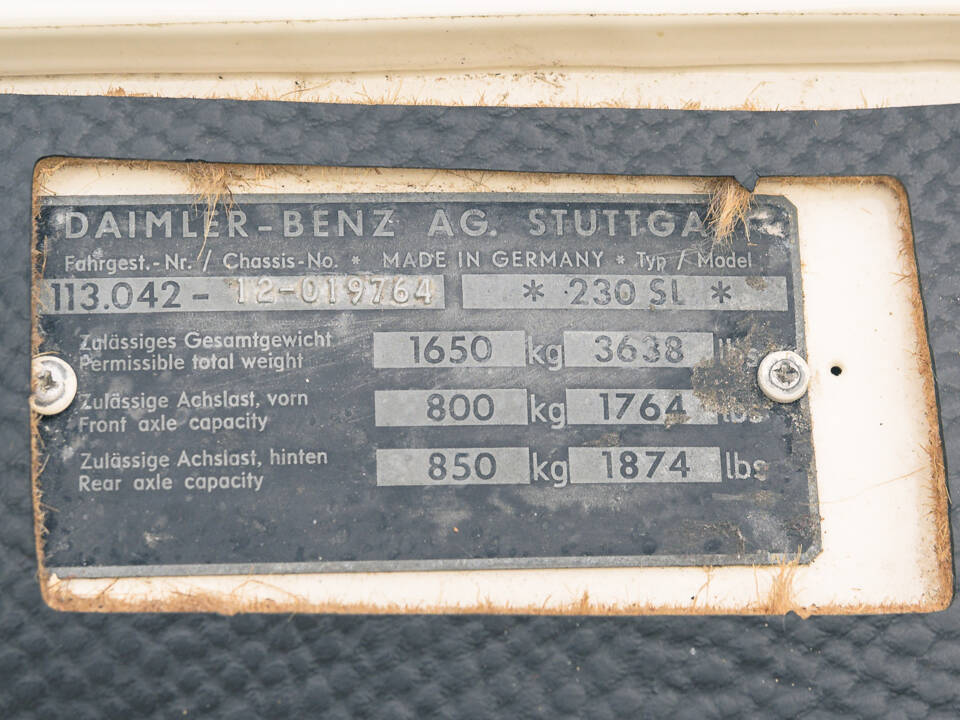 DAIMLER-BENZ AG. STUTTGA
Fahrgest.-Nr. / Chassis-No. * MADE IN GERMANY * Typ / Model
113.042- 12-019764 * 230 SL *
Zulässiges Gesamtgewicht
Permissible total weight 1650 kg 3638 lbs
Zulässige Achslast, vorn
Front axle capacity 800 kg 1764 lbs
Zulässige Achslast, hinten
Rear axle capacity 850 kg 1874 lbs